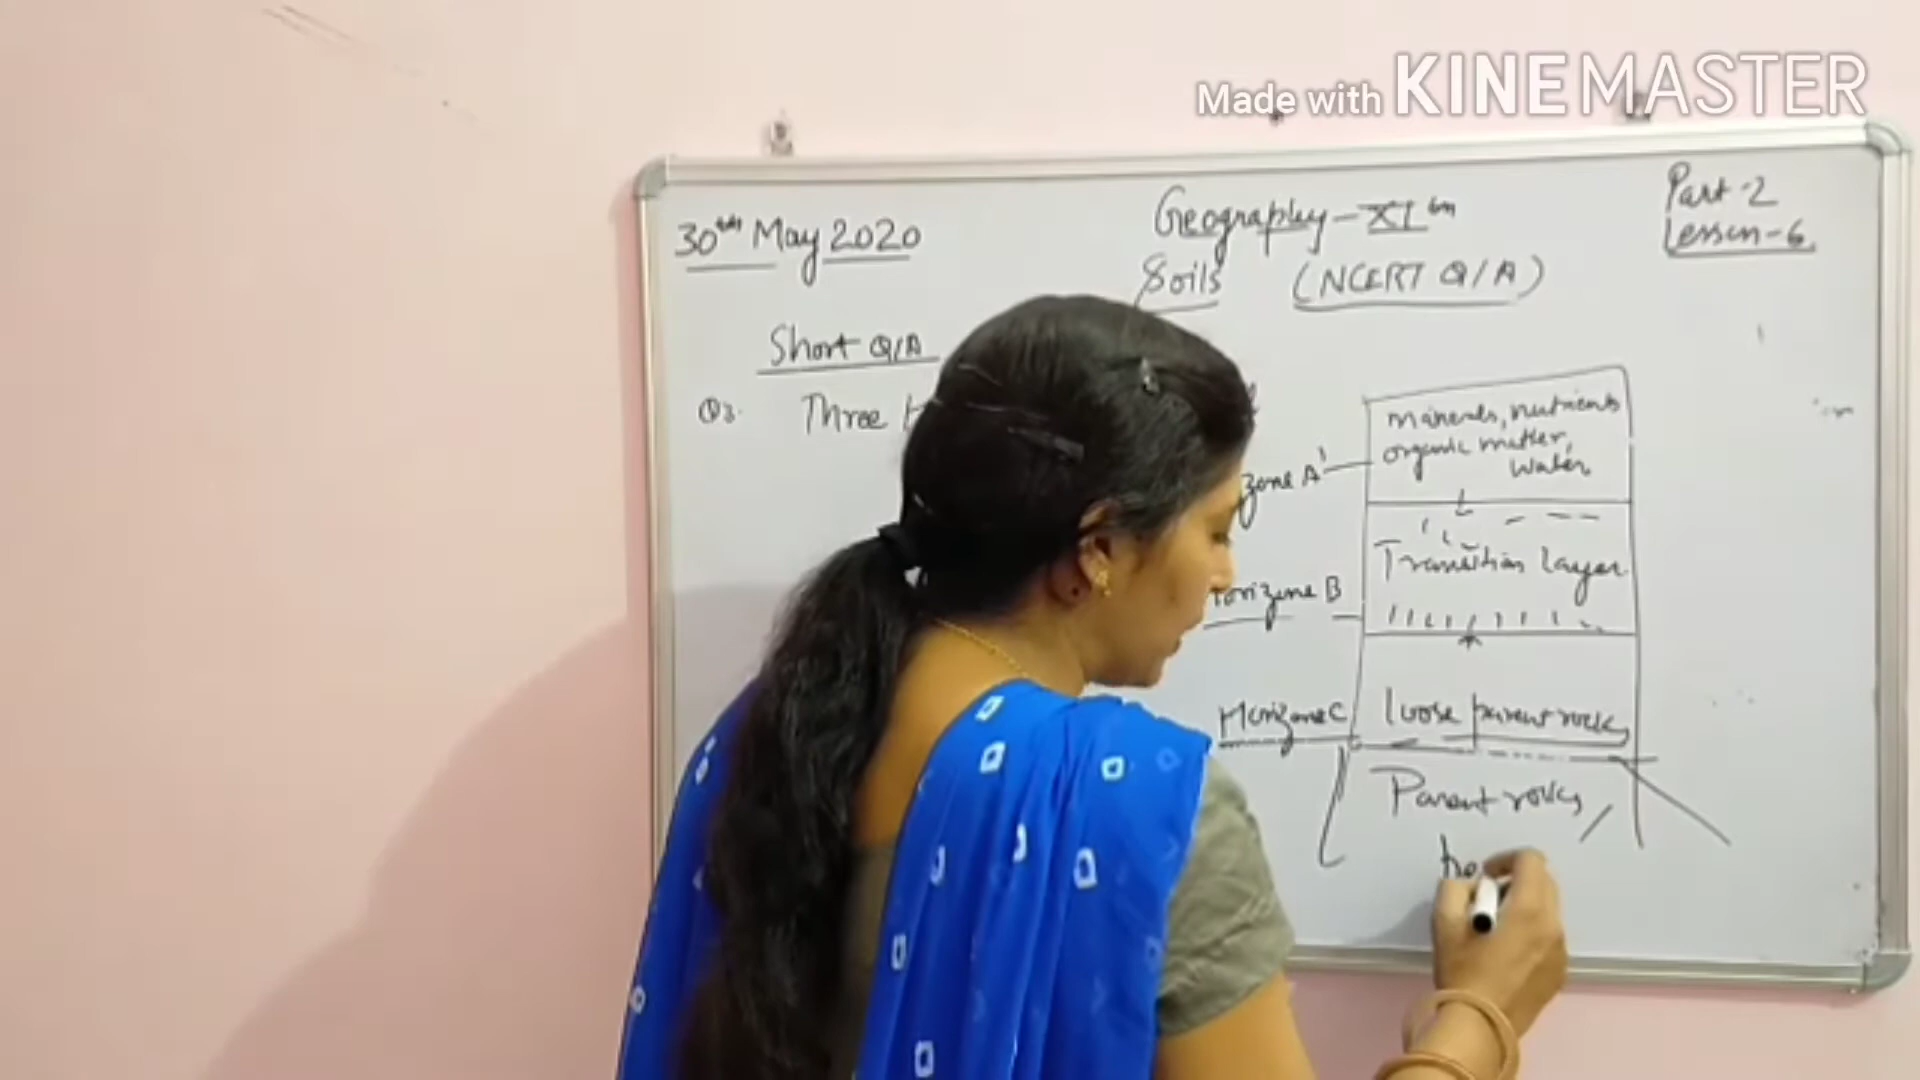 Made with KINEMASTER
30th May 2020
Geography - XIth
Part-2
Lesson-6
Soils (NCERT Q/A)
Short Q/A
Q3. Three
minerals, nutrients
organic matter,
water
zone A'
Transition layer
orizone B
Horizone C
loose parent rocks
Parent rocks